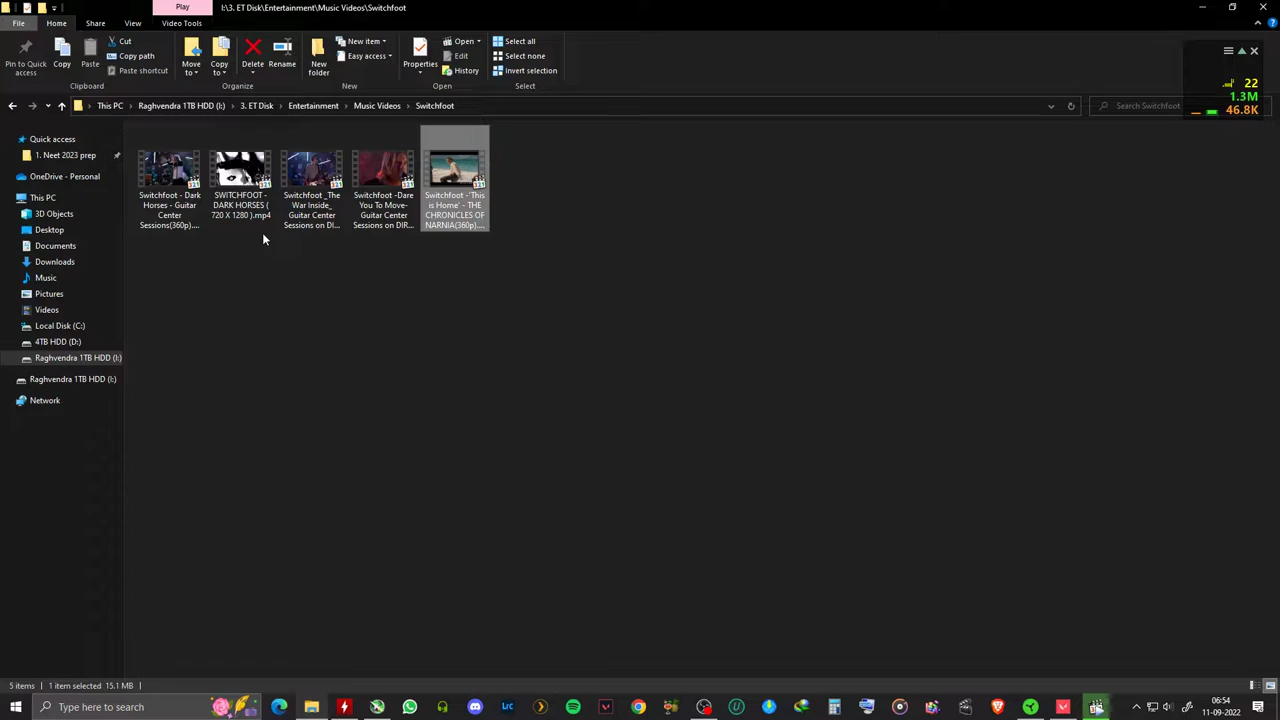 Play
I:\3. ET Disk\Entertainment\Music Videos\Switchfoot
File Home Share View Video Tools
Pin to Quick access
Copy
Paste
Cut
Copy path
Paste shortcut
Clipboard
Move to
Copy to
Delete
Rename
Organize
New folder
New item
Easy access
New
Properties
Open
Edit
History
Open
Select all
Select none
Invert selection
Select
22
1.3M
46.8K
This PC > Raghvendra 1TB HDD (I:) > 3. ET Disk > Entertainment > Music Videos > Switchfoot
Search Switchfoot
Quick access
1. Neet 2023 prep
OneDrive - Personal
This PC
3D Objects
Desktop
Documents
Downloads
Music
Pictures
Videos
Local Disk (C:)
4TB HDD (D:)
Raghvendra 1TB HDD (I:)
Raghvendra 1TB HDD (I:)
Network
Switchfoot - Dark
Horses - Guitar
Center
Sessions(360p)....
SWITCHFOOT -
DARK HORSES (
720 X 1280 ).mp4
Switchfoot _The
War Inside_
Guitar Center
Sessions on DI...
Switchfoot -Dare
You To Move-
Guitar Center
Sessions on DIR...
Switchfoot -'This
is Home' - THE
CHRONICLES OF
NARNIA(360p)....
5 items
1 item selected 15.1 MB
Type here to search
Lrc
06:54
11-09-2022